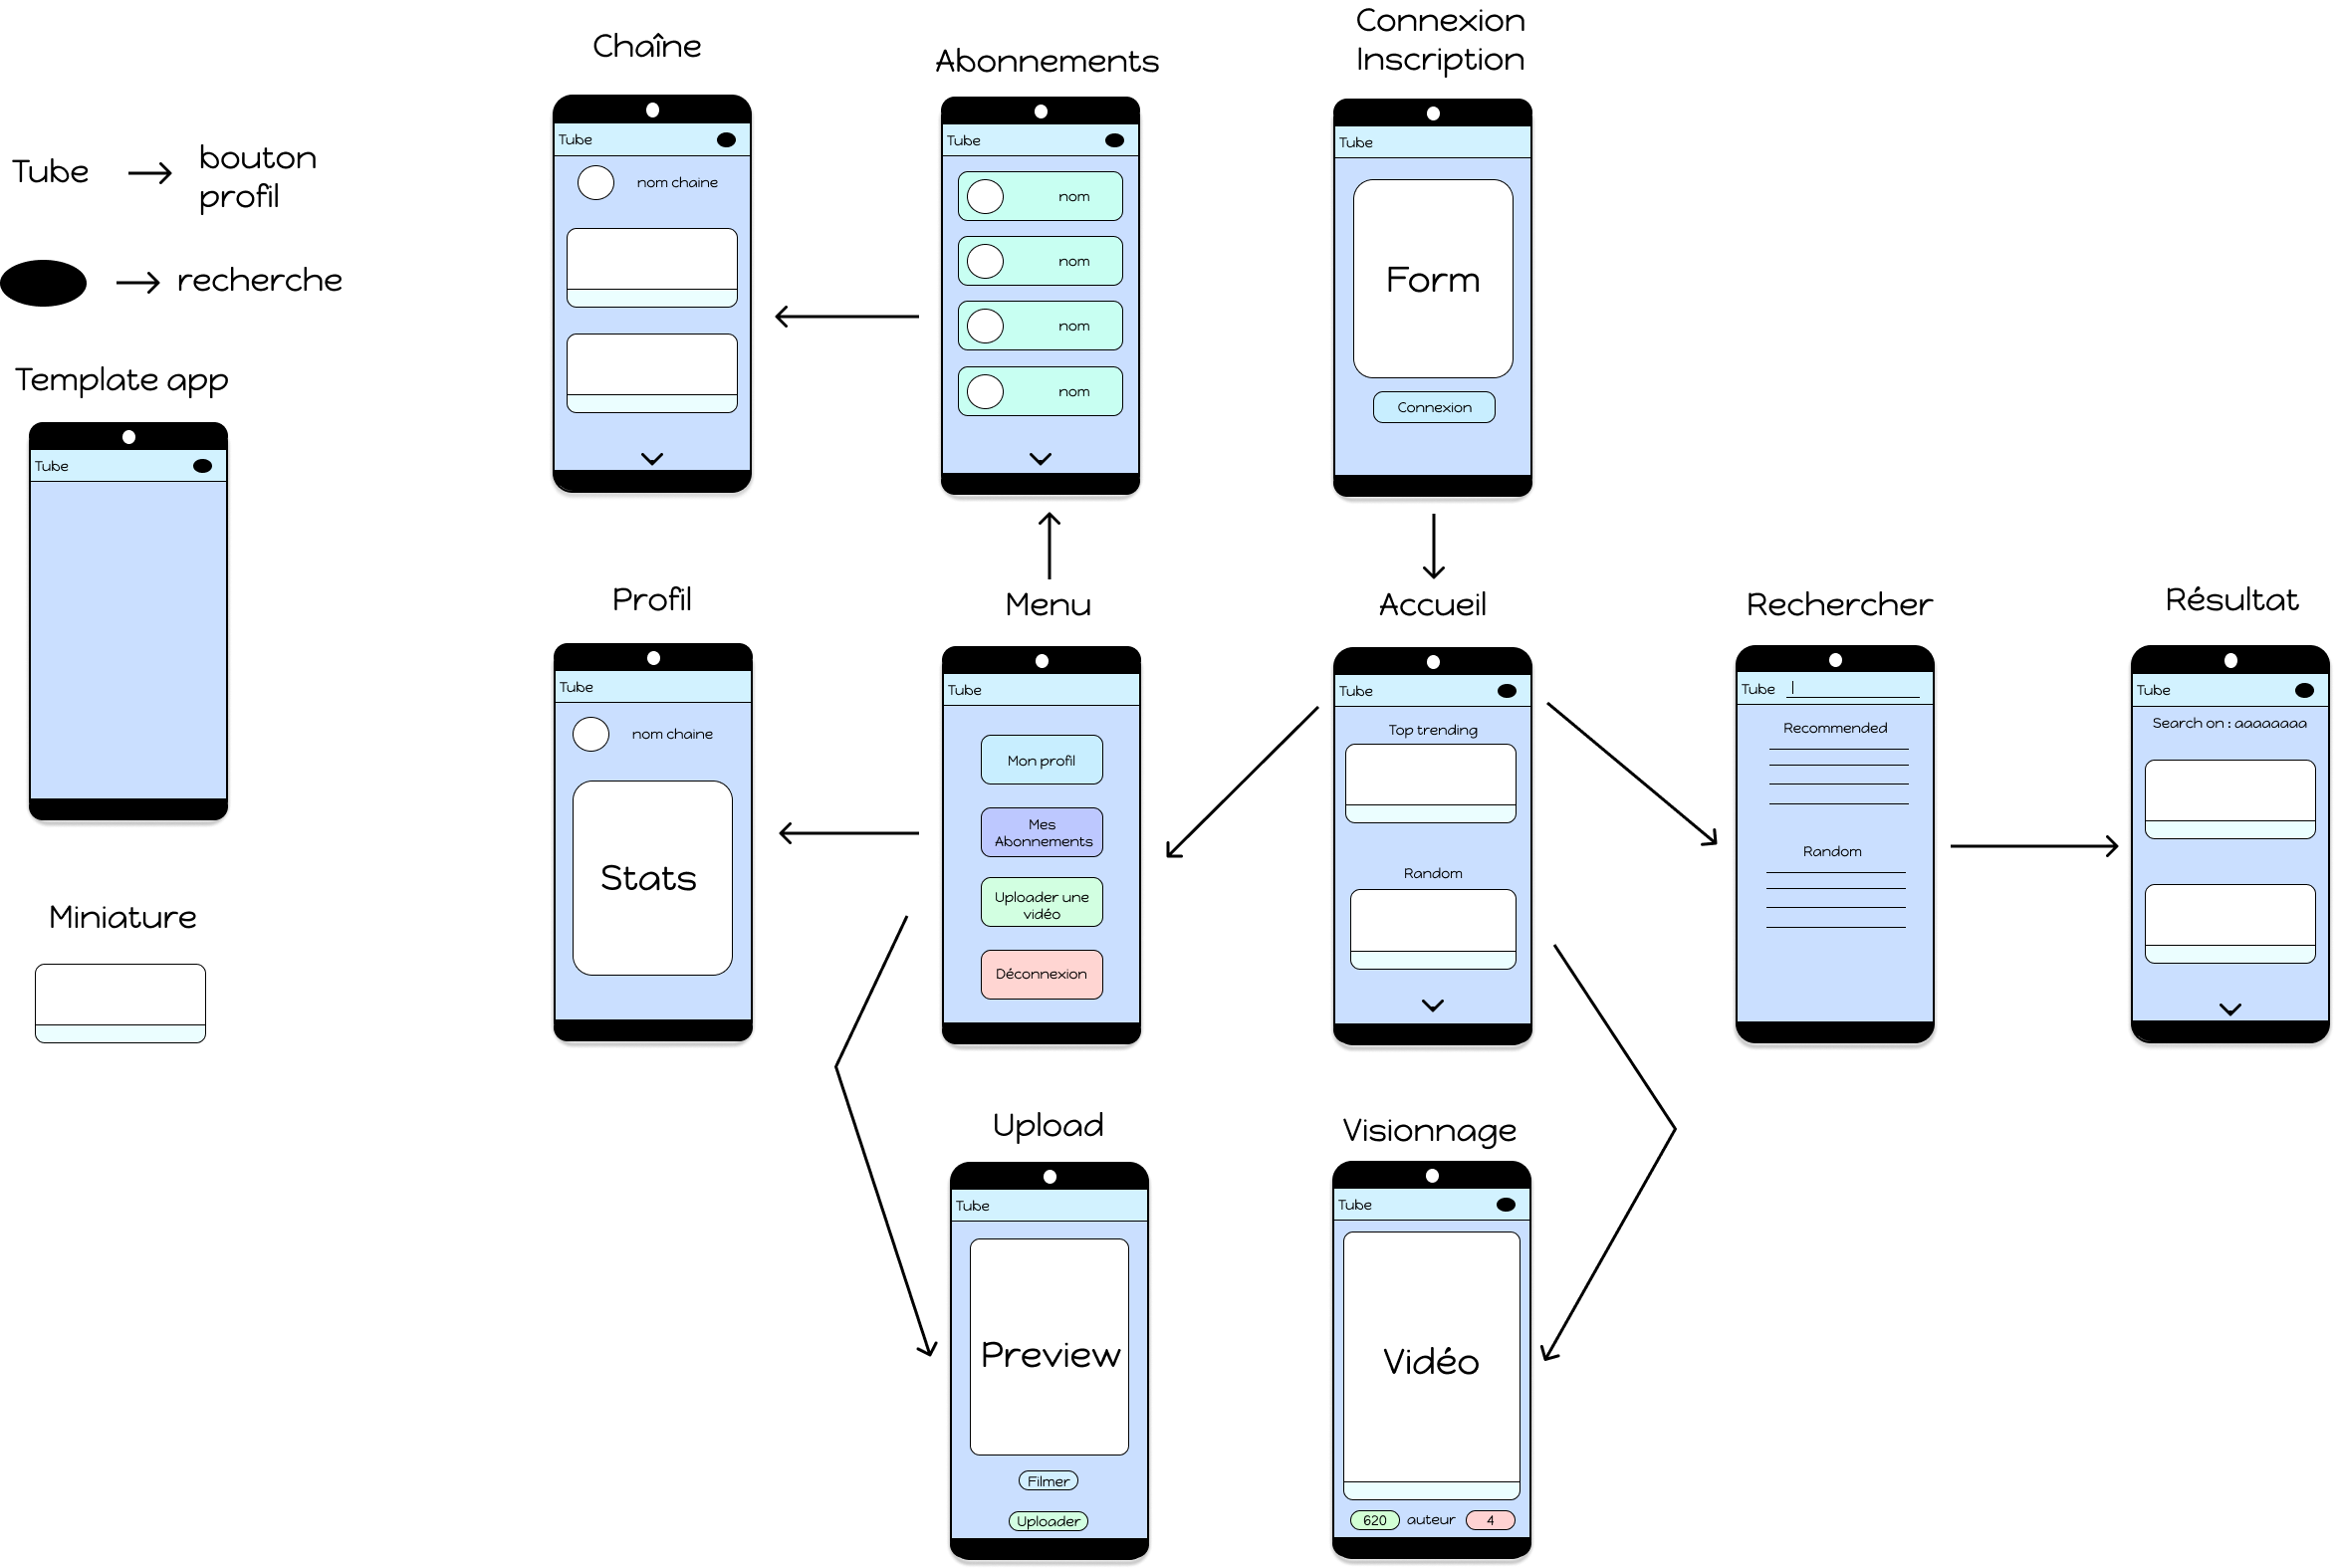 Tube
bouton
profil
recherche
Template app
Tube
Miniature
Chaîne
Tube
nom chaine
Abonnements
Tube
nom
nom
nom
nom
Connexion
Inscription
Tube
Form
Connexion
Profil
Tube
nom chaine
Stats
Menu
Tube
Mon profil
Mes
Abonnements
Uploader une
vidéo
Déconnexion
Accueil
Tube
Top trending
Random
Rechercher
Tube
Recommended
Random
Résultat
Tube
Search on : aaaaaaaa
Upload
Tube
Preview
Filmer
Uploader
Visionnage
Tube
Vidéo
620 auteur 4